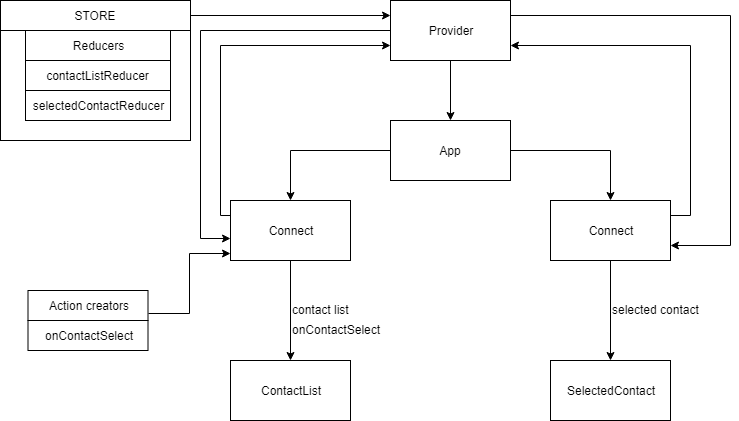 STORE
Reducers
contactListReducer
selectedContactReducer
Provider
App
Connect
Connect
Action creators
onContactSelect
contact list
onContactSelect
selected contact
ContactList
SelectedContact